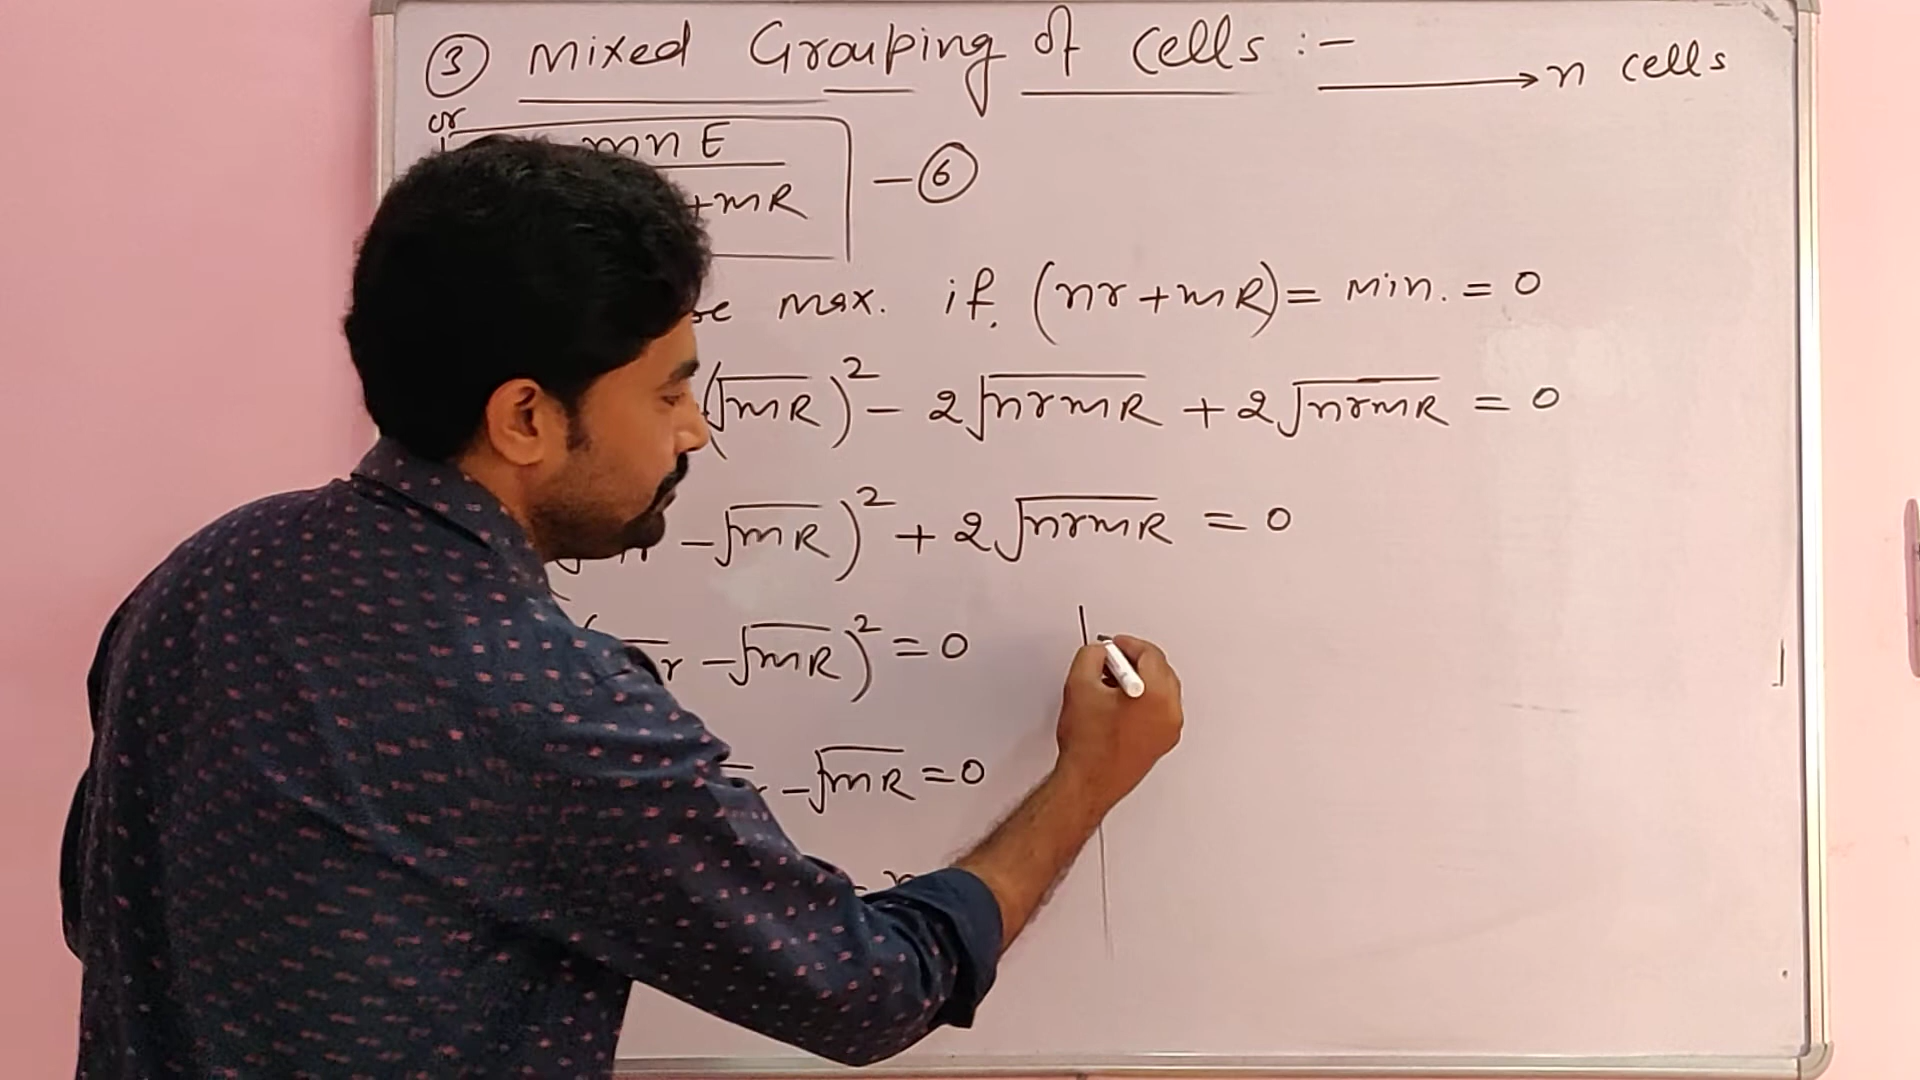 ③ Mixed Grouping of Cells :- → n cells
or
mnE
+mR - ⑥
max. if. (nr+mR) = Min. = 0
(√mR)² - 2√nrmR + 2√nrmR = 0
-√mR)² + 2√nrmR = 0
r -√mR)² = 0
-√mR = 0